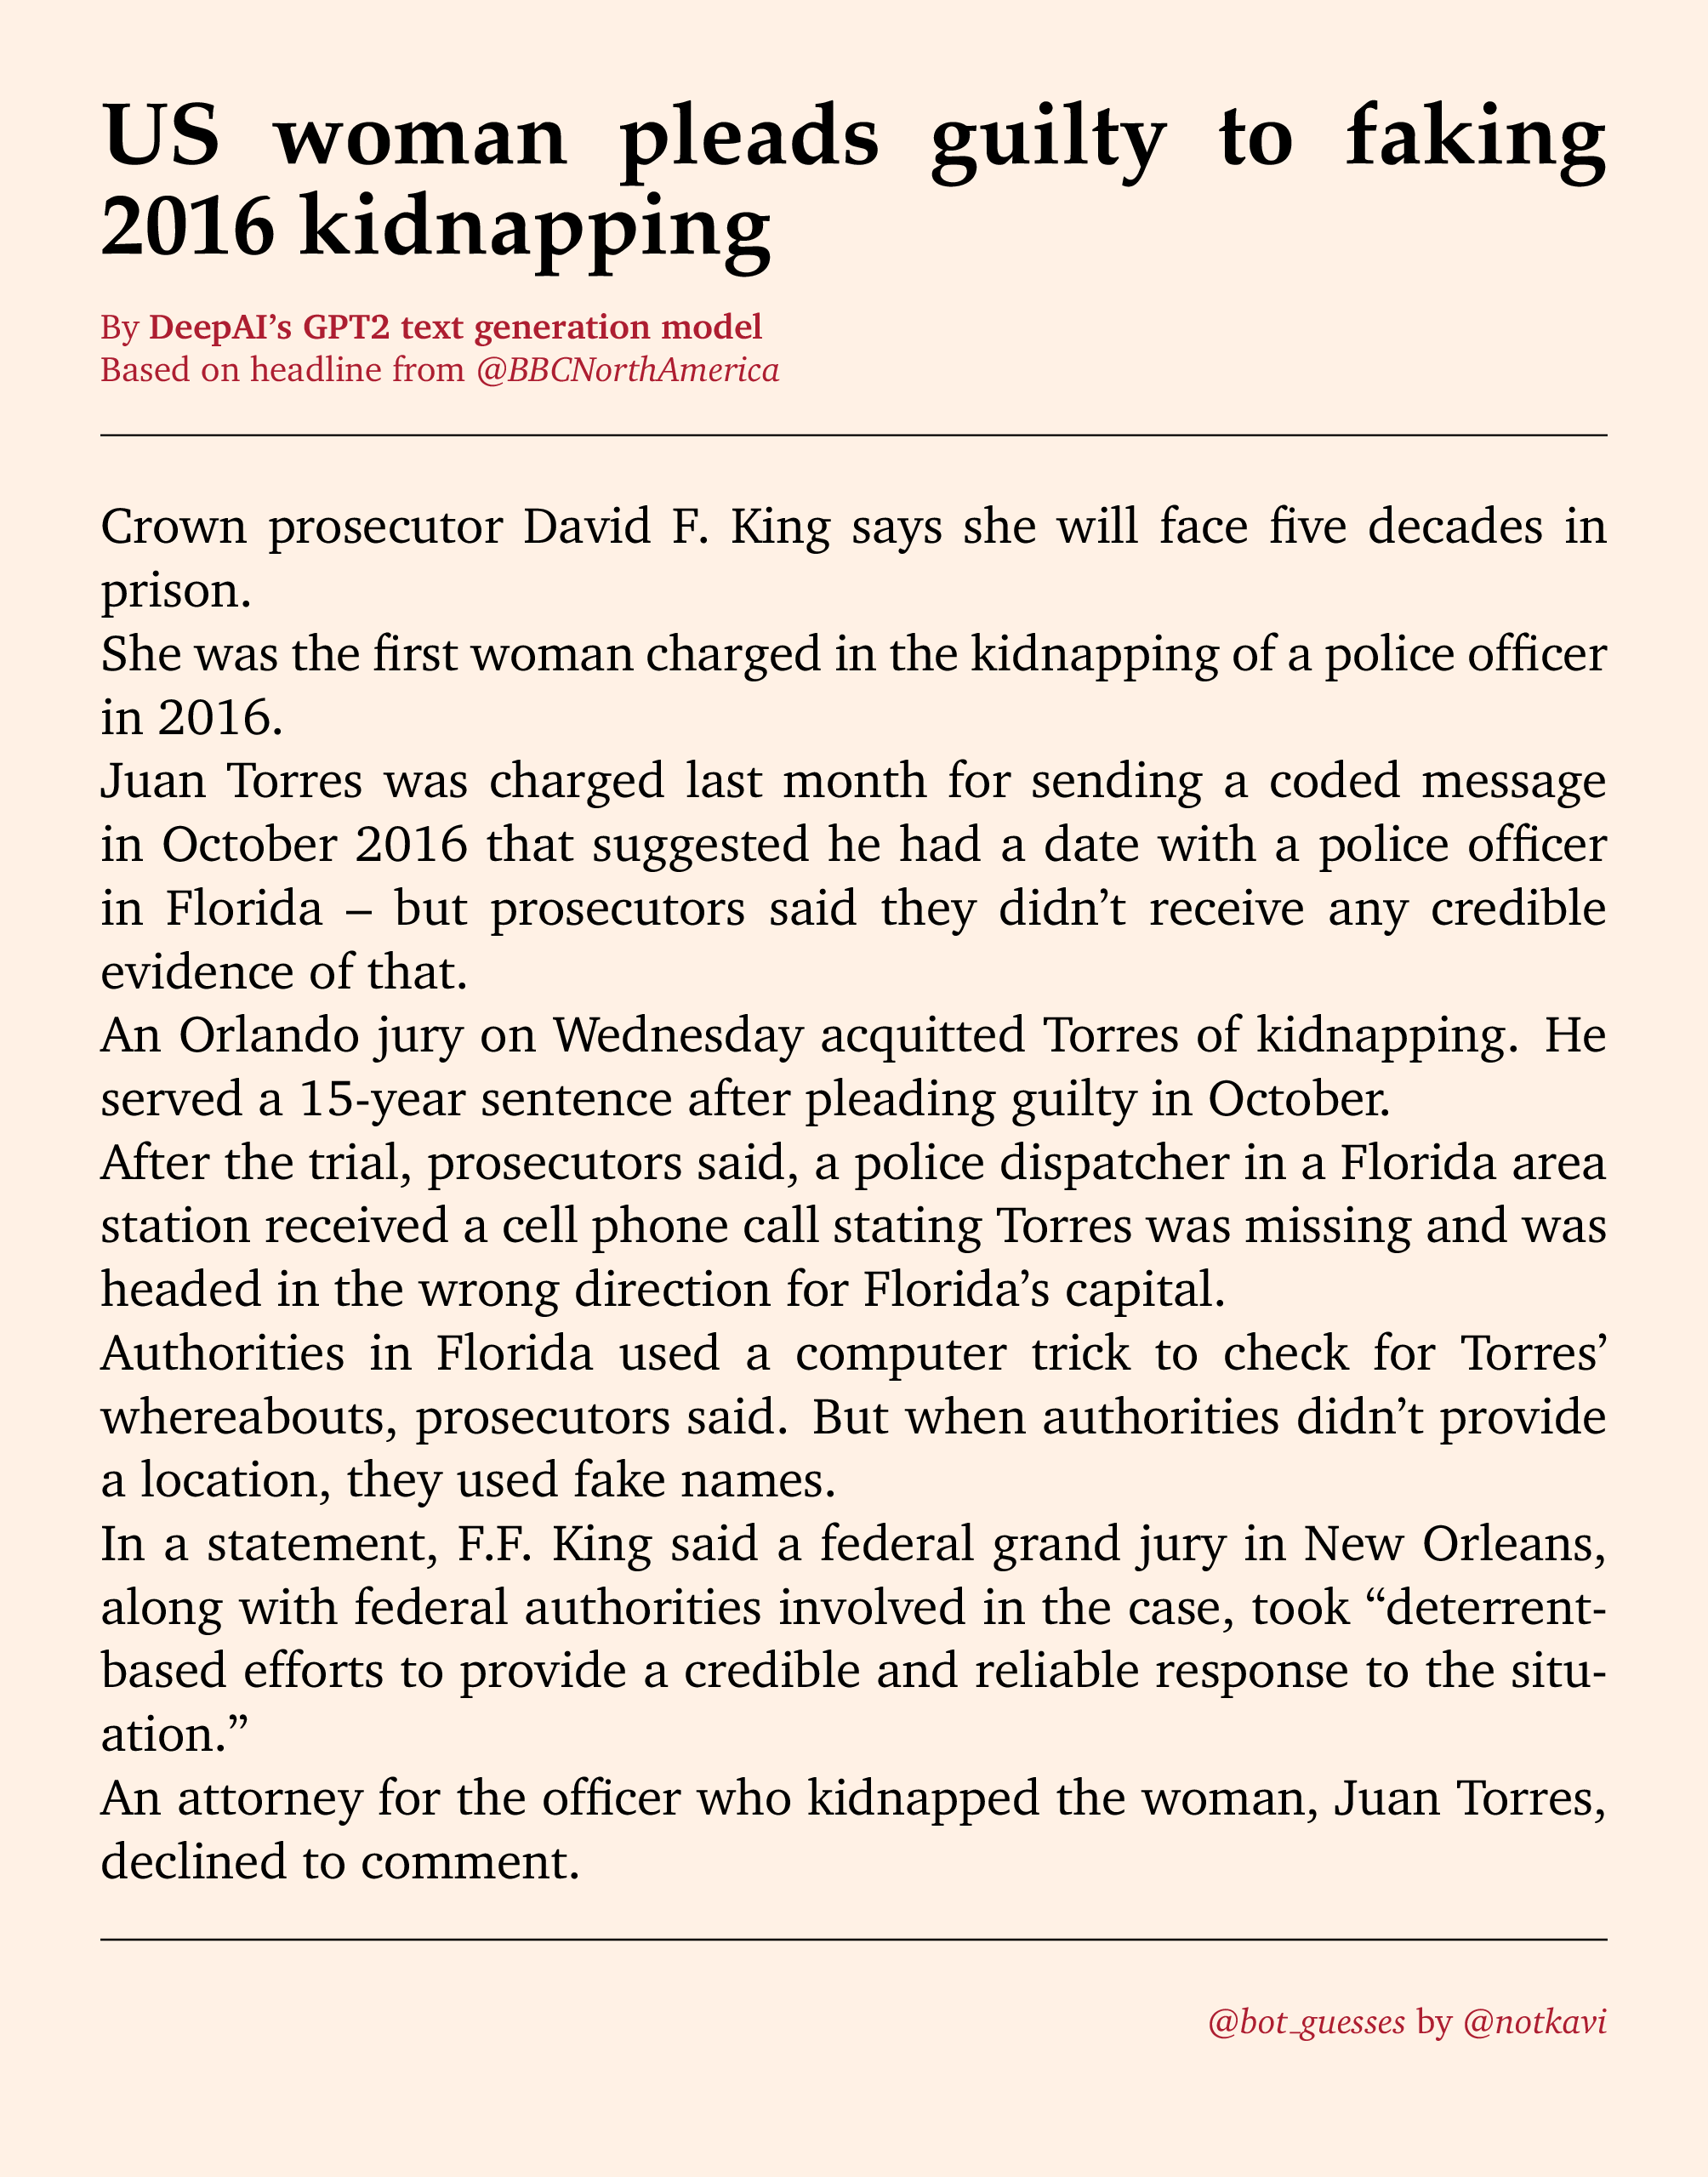 US woman pleads guilty to faking
2016 kidnapping
By DeepAI’s GPT2 text generation model
Based on headline from @BBCNorthAmerica
Crown prosecutor David F. King says she will face five decades in
prison.
She was the first woman charged in the kidnapping of a police officer
in 2016.
Juan Torres was charged last month for sending a coded message
in October 2016 that suggested he had a date with a police officer
in Florida – but prosecutors said they didn’t receive any credible
evidence of that.
An Orlando jury on Wednesday acquitted Torres of kidnapping. He
served a 15-year sentence after pleading guilty in October.
After the trial, prosecutors said, a police dispatcher in a Florida area
station received a cell phone call stating Torres was missing and was
headed in the wrong direction for Florida’s capital.
Authorities in Florida used a computer trick to check for Torres’
whereabouts, prosecutors said. But when authorities didn’t provide
a location, they used fake names.
In a statement, F.F. King said a federal grand jury in New Orleans,
along with federal authorities involved in the case, took “deterrent-
based efforts to provide a credible and reliable response to the situ-
ation.”
An attorney for the officer who kidnapped the woman, Juan Torres,
declined to comment.
@bot_guesses by @notkavi